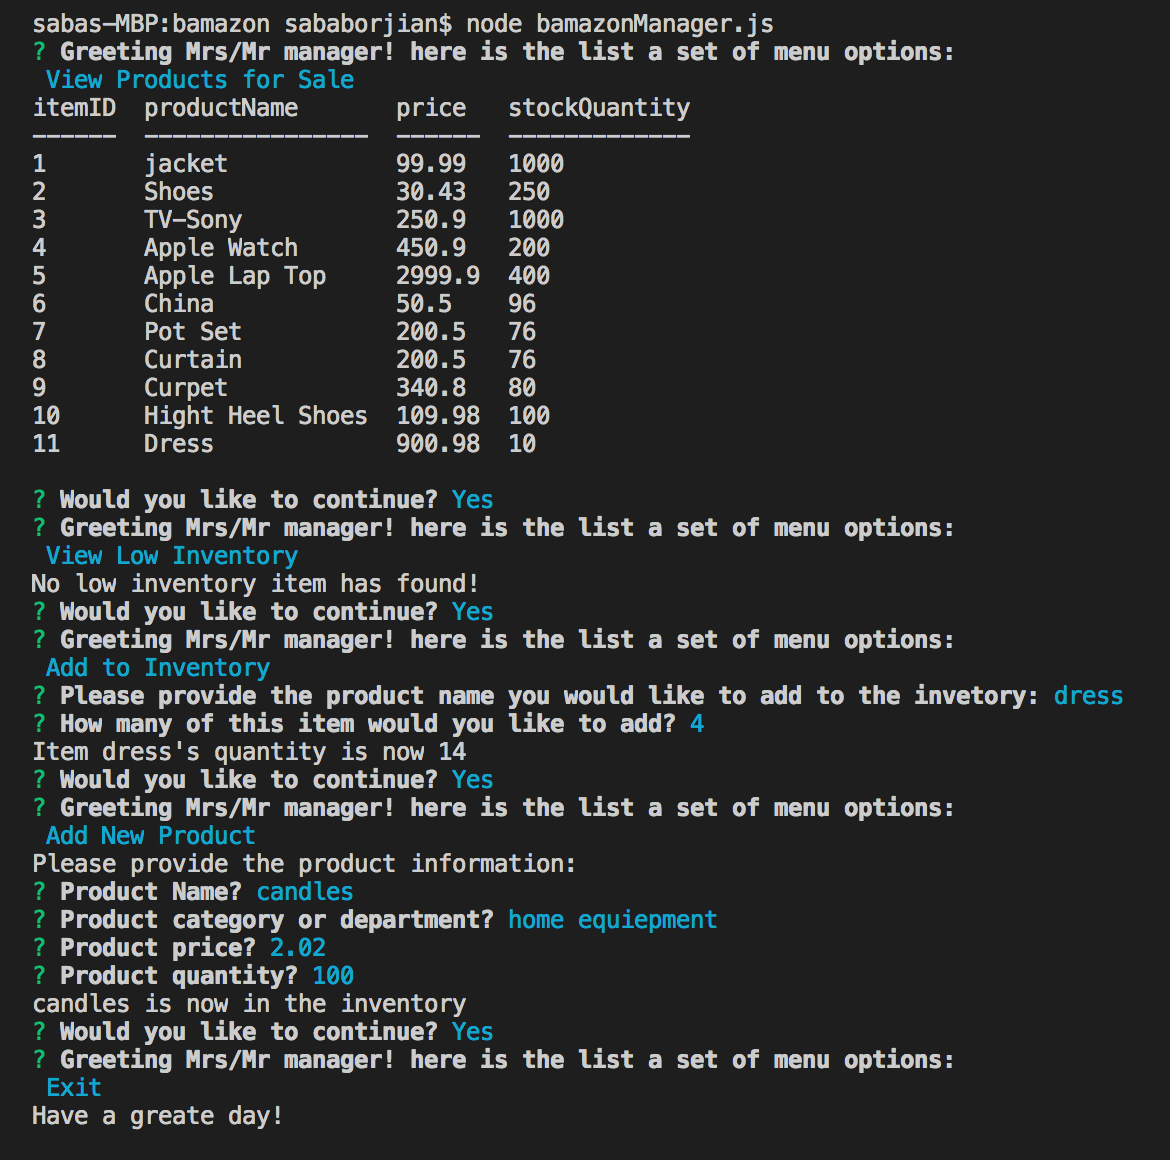 sabas-MBP:bamazon sababorjian$ node bamazonManager.js
? Greeting Mrs/Mr manager! here is the list a set of menu options:
View Products for Sale
itemID  productName       price   stockQuantity
------  ----------------  ------  -------------
1       jacket            99.99   1000
2       Shoes             30.43   250
3       TV-Sony           250.9   1000
4       Apple Watch       450.9   200
5       Apple Lap Top     2999.9  400
6       China             50.5    96
7       Pot Set           200.5   76
8       Curtain           200.5   76
9       Curpet            340.8   80
10      Hight Heel Shoes  109.98  100
11      Dress             900.98  10
? Would you like to continue? Yes
? Greeting Mrs/Mr manager! here is the list a set of menu options:
View Low Inventory
No low inventory item has found!
? Would you like to continue? Yes
? Greeting Mrs/Mr manager! here is the list a set of menu options:
Add to Inventory
? Please provide the product name you would like to add to the invetory: dress
? How many of this item would you like to add? 4
Item dress's quantity is now 14
? Would you like to continue? Yes
? Greeting Mrs/Mr manager! here is the list a set of menu options:
Add New Product
Please provide the product information:
? Product Name? candles
? Product category or department? home equiepment
? Product price? 2.02
? Product quantity? 100
candles is now in the inventory
? Would you like to continue? Yes
? Greeting Mrs/Mr manager! here is the list a set of menu options:
Exit
Have a greate day!